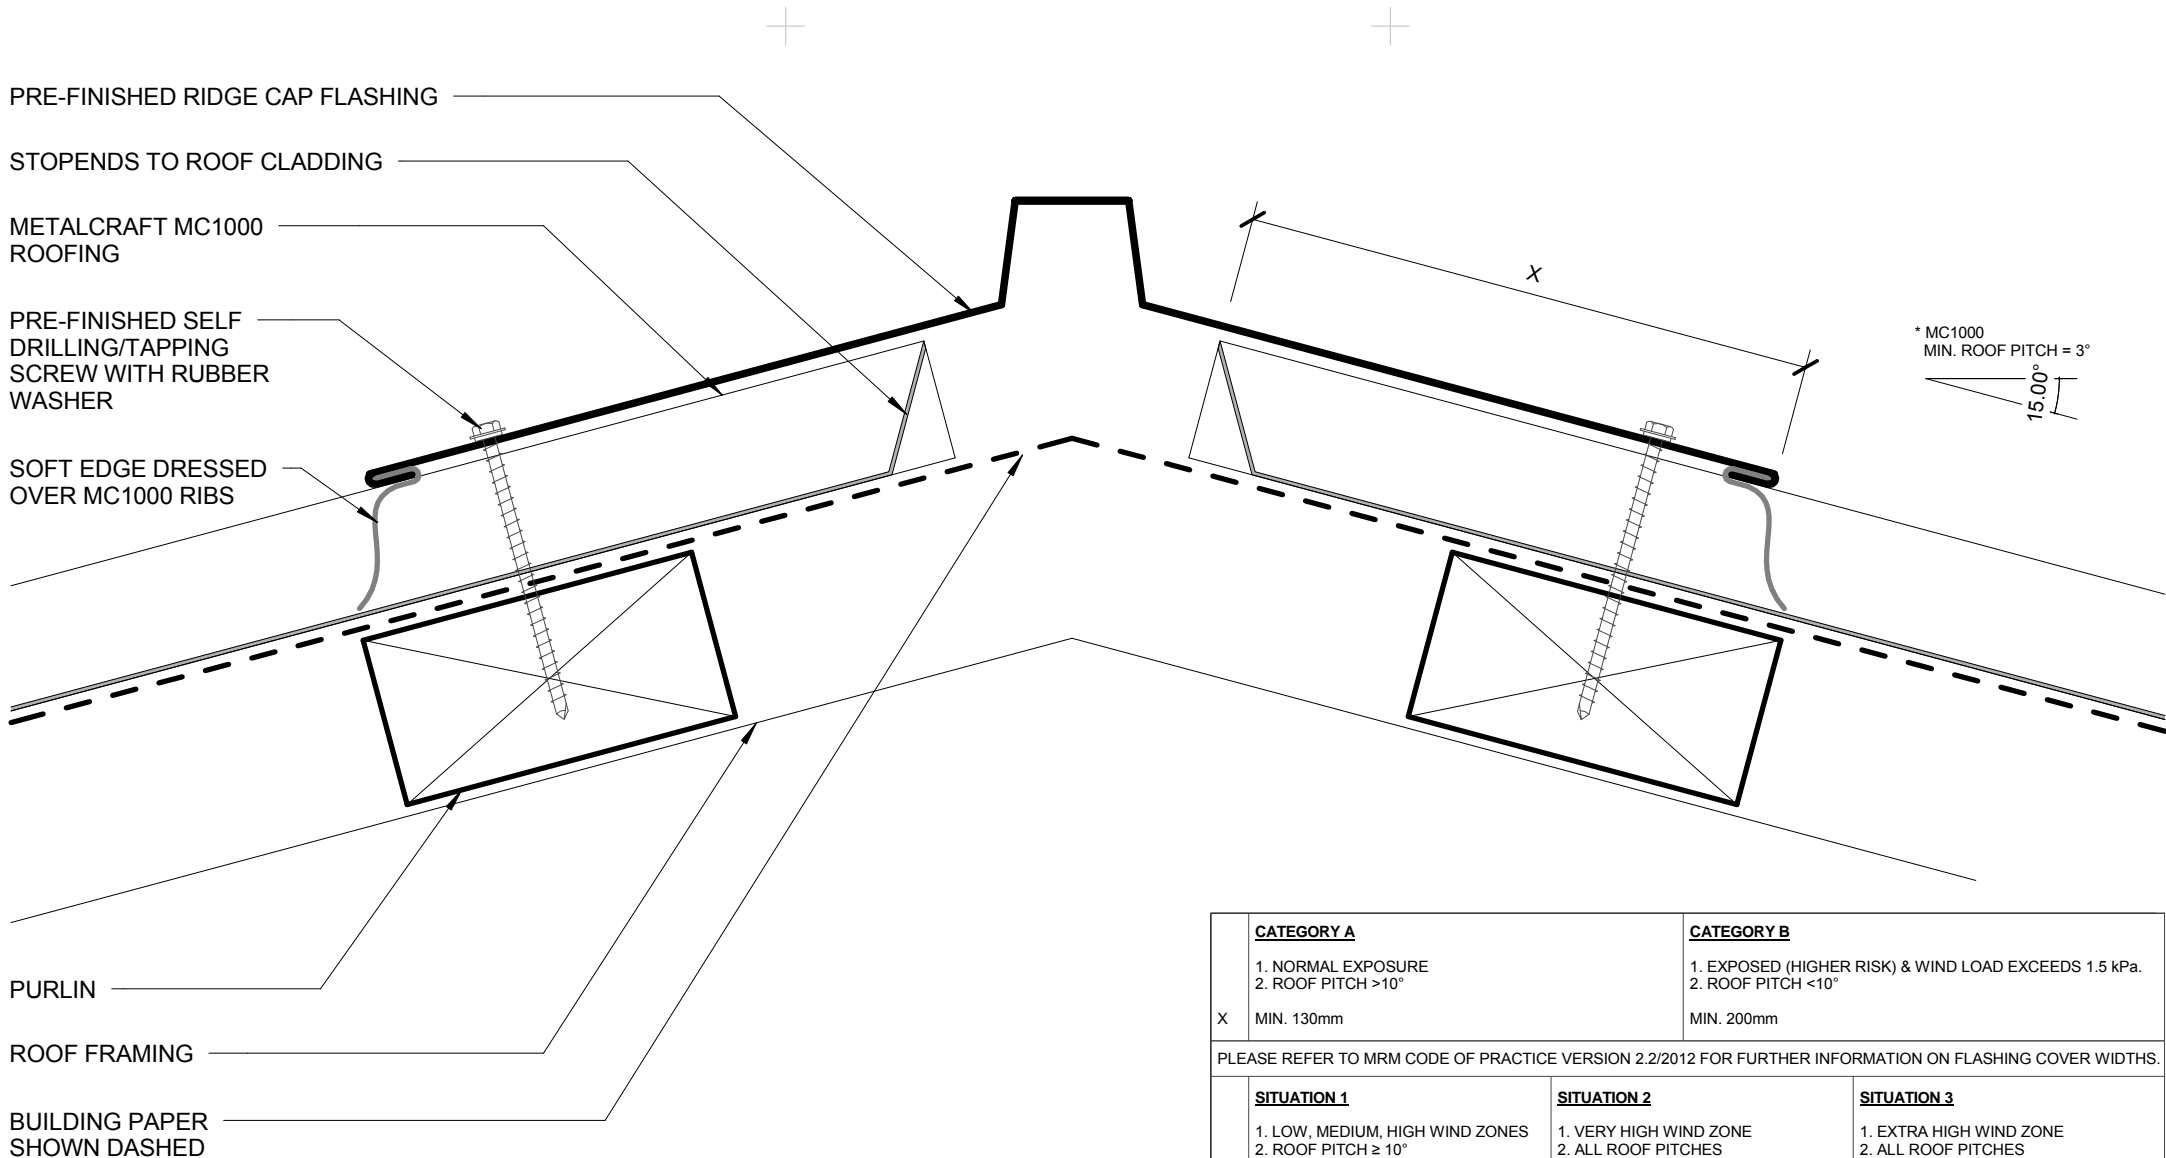 PRE-FINISHED RIDGE CAP FLASHING
STOPENDS TO ROOF CLADDING
METALCRAFT MC1000
ROOFING
PRE-FINISHED SELF
DRILLING/TAPPING
SCREW WITH RUBBER
WASHER
SOFT EDGE DRESSED
OVER MC1000 RIBS
PURLIN
ROOF FRAMING
BUILDING PAPER
SHOWN DASHED
X
* MC1000
MIN. ROOF PITCH = 3°
15.00°
CATEGORY A
1. NORMAL EXPOSURE
2. ROOF PITCH >10°
X MIN. 130mm
CATEGORY B
1. EXPOSED (HIGHER RISK) & WIND LOAD EXCEEDS 1.5 kPa.
2. ROOF PITCH <10°
MIN. 200mm
PLEASE REFER TO MRM CODE OF PRACTICE VERSION 2.2/2012 FOR FURTHER INFORMATION ON FLASHING COVER WIDTHS.
SITUATION 1
1. LOW, MEDIUM, HIGH WIND ZONES
2. ROOF PITCH ≥ 10°
SITUATION 2
1. VERY HIGH WIND ZONE
2. ALL ROOF PITCHES
SITUATION 3
1. EXTRA HIGH WIND ZONE
2. ALL ROOF PITCHES